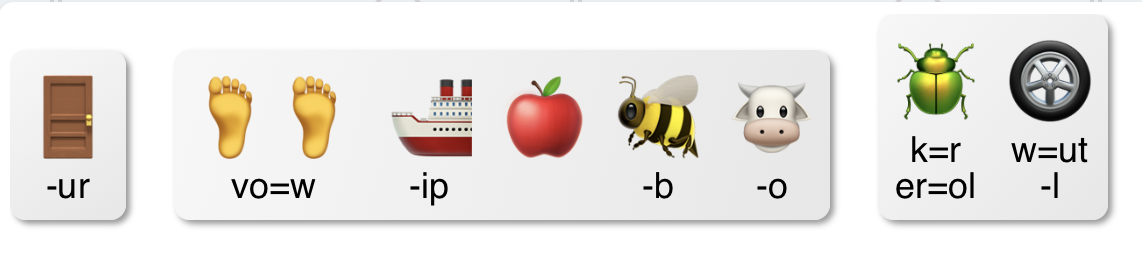 -ur
vo=w
-ip
-b
-o
k=r
er=ol
w=ut
-l